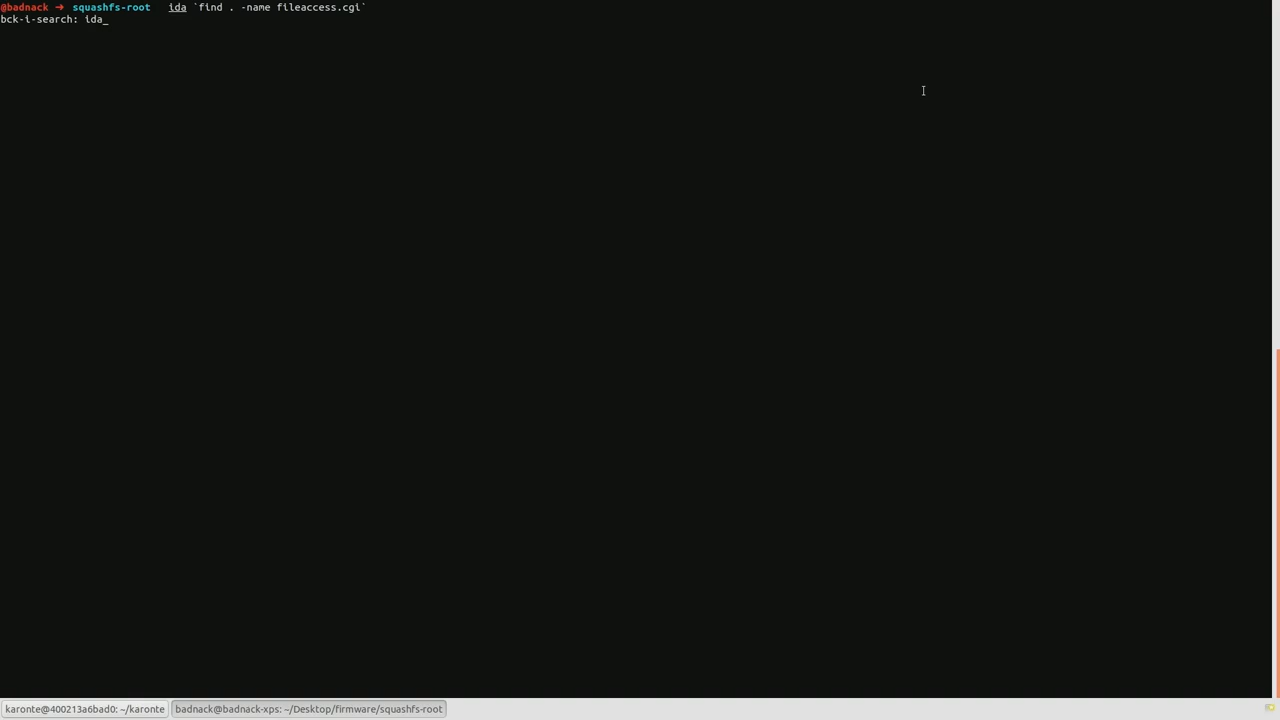 @badnack ➜ squashfs-root ida `find . -name fileaccess.cgi`
bck-i-search: ida_
karonte@400213a6bad0: ~/karonte
badnack@badnack-xps: ~/Desktop/firmware/squashfs-root